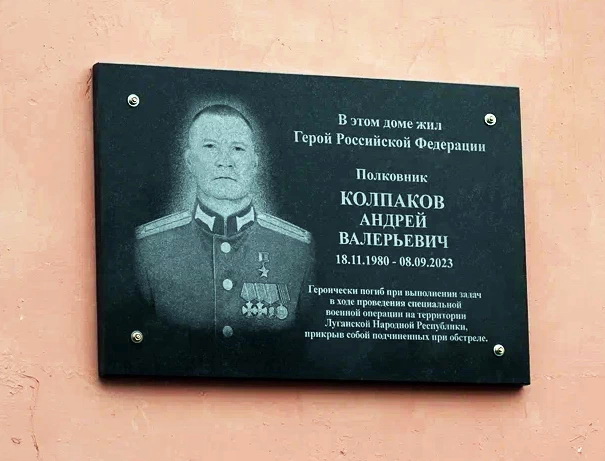 В этом доме жил
Герой Российской Федерации
Полковник
КОЛПАКОВ
АНДРЕЙ
ВАЛЕРЬЕВИЧ
18.11.1980 - 08.09.2023
Героически погиб при выполнении задач
в ходе проведения специальной
военной операции на территории
Луганской Народной Республики,
прикрыв собой подчиненных при обстреле.